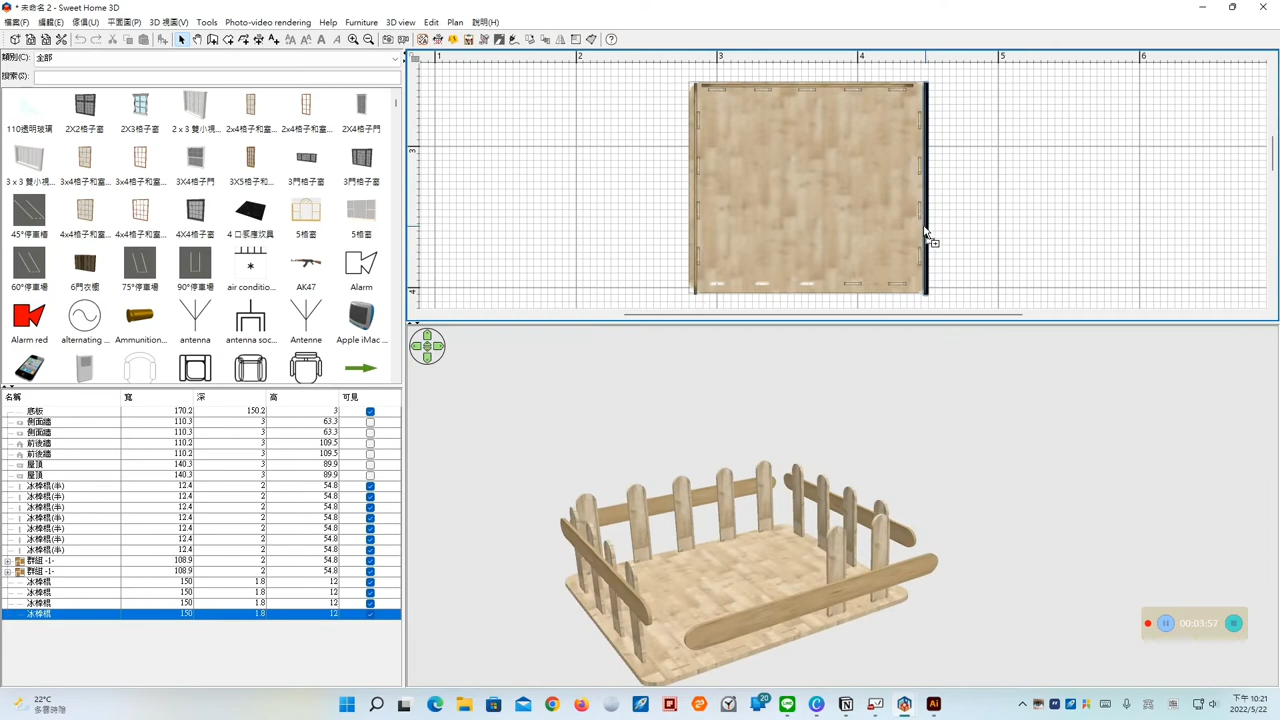 * 未命名 2 - Sweet Home 3D
檔案(F) 編輯(E) 傢俱(U) 平面圖(P) 3D 視圖(V) Tools Photo-video rendering Help Furniture 3D view Edit Plan 說明(H)
類別(C): 全部
搜索(S):
110透明玻璃 2X2格子窗 2X3格子窗 2 x 3 雙小視... 2x4格子和室... 2x4格子和室... 2X4格子門
3 x 3 雙小視... 3x4格子和室... 3x4格子和室... 3X4格子門 3X5格子和... 3門格子窗 3門格子窗
45°停車槽 4x4格子和室... 4x4格子和室... 4X4格子窗 4 口感應炊具 5格窗 5格窗
60°停車場 6門衣櫃 75°停車場 90°停車場 air conditio... AK47 Alarm
Alarm red alternating ... Ammunition... antenna antenna soc... Antenne Apple iMac ...
名稱 寬 深 高 可見
底板 170.2 150.2 3
側面牆 110.3 3 63.3
側面牆 110.3 3 63.3
前後牆 110.2 3 109.5
前後牆 110.2 3 109.5
屋頂 140.3 3 89.9
屋頂 140.3 3 89.9
冰棒棍(半) 12.4 2 54.8
冰棒棍(半) 12.4 2 54.8
冰棒棍(半) 12.4 2 54.8
冰棒棍(半) 12.4 2 54.8
冰棒棍(半) 12.4 2 54.8
冰棒棍(半) 12.4 2 54.8
冰棒棍(半) 12.4 2 54.8
群組 -1- 108.9 2 54.8
群組 -1- 108.9 2 54.8
冰棒棍 150 1.8 12
冰棒棍 150 1.8 12
冰棒棍 150 1.8 12
冰棒棍 150 1.8 12
1 2 3 4 5 6
3
4
00:03:57
22°C
多雲時晴
20
下午 10:21
2022/5/22